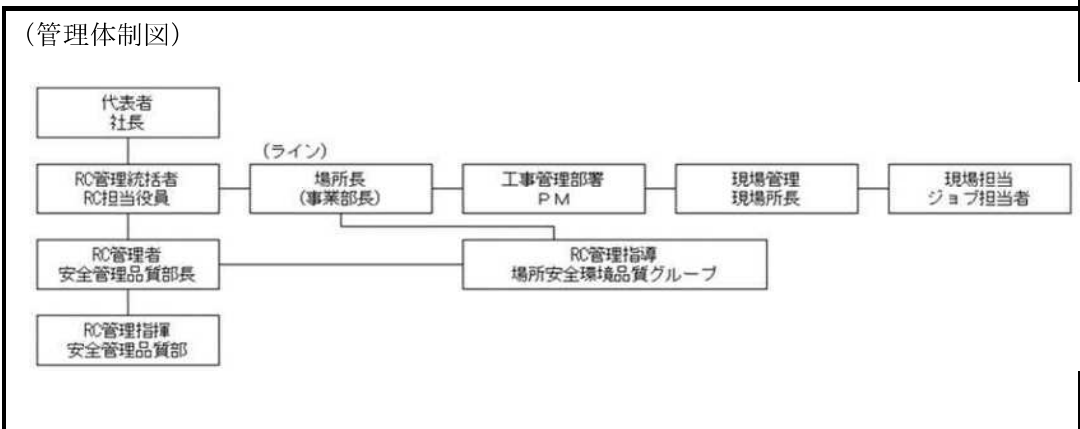 （管理体制図）
代表者
社長
（ライン）
RC管理統括者
RC担当役員
場所長
（事業部長）
工事管理部署
ＰＭ
現場管理
現場所長
現場担当
ジョブ担当者
RC管理者
安全管理品質部長
RC管理指導
場所安全環境品質グループ
RC管理指揮
安全管理品質部